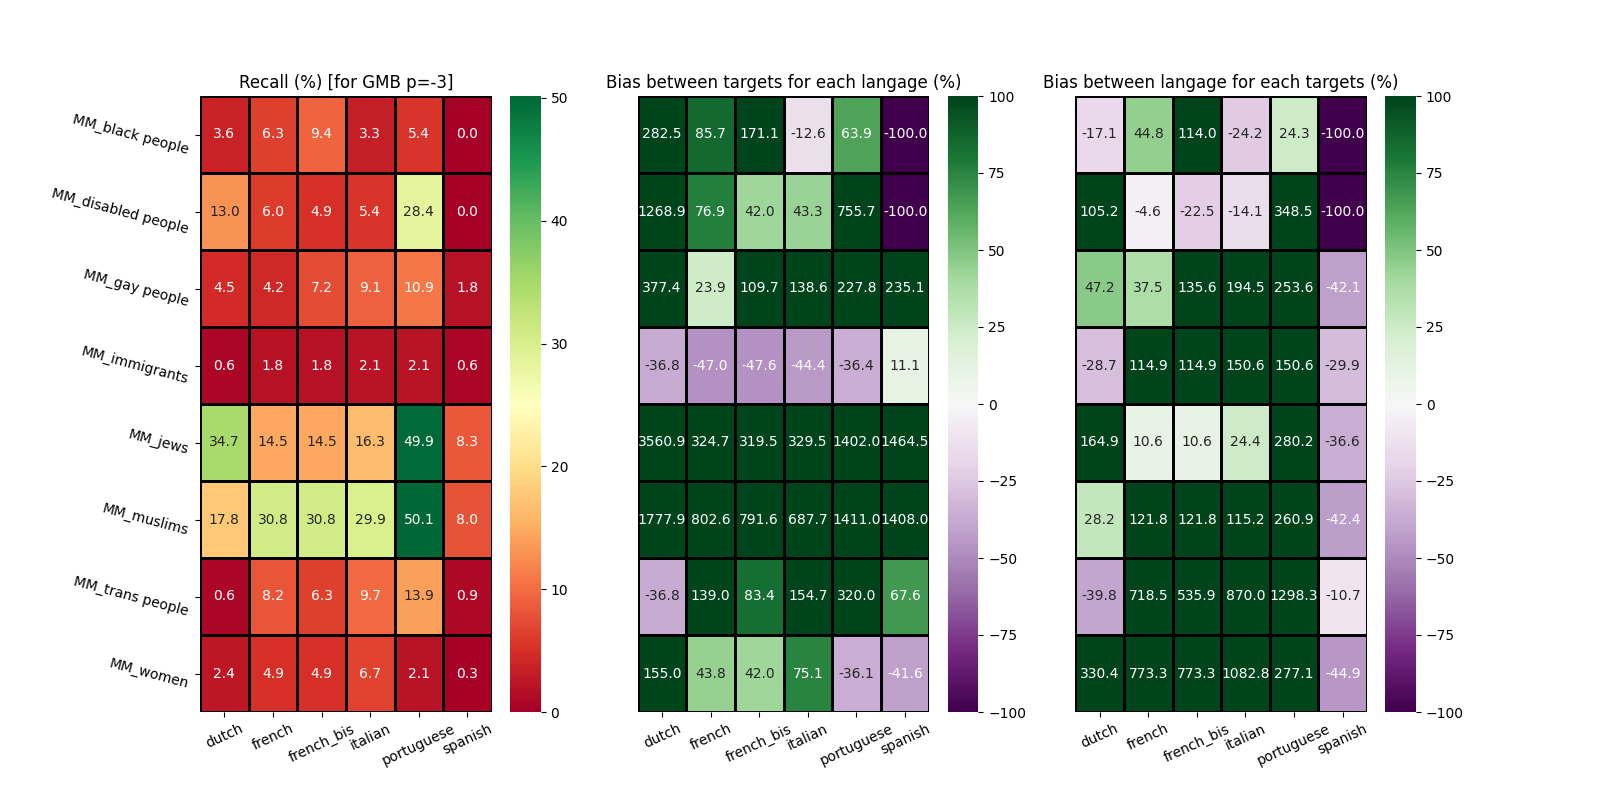 Recall (%) [for GMB p=-3]
Bias between targets for each langage (%)
Bias between langage for each targets (%)
MM_black people 3.6 6.3 9.4 3.3 5.4 0.0
MM_disabled people 13.0 6.0 4.9 5.4 28.4 0.0
MM_gay people 4.5 4.2 7.2 9.1 10.9 1.8
MM_immigrants 0.6 1.8 1.8 2.1 2.1 0.6
MM_jews 34.7 14.5 14.5 16.3 49.9 8.3
MM_muslims 17.8 30.8 30.8 29.9 50.1 8.0
MM_trans people 0.6 8.2 6.3 9.7 13.9 0.9
MM_women 2.4 4.9 4.9 6.7 2.1 0.3
dutch french french_bis italian portuguese spanish
50
40
30
20
10
0
282.5 85.7 171.1 -12.6 63.9 -100.0
1268.9 76.9 42.0 43.3 755.7 -100.0
377.4 23.9 109.7 138.6 227.8 235.1
-36.8 -47.0 -47.6 -44.4 -36.4 11.1
3560.9 324.7 319.5 329.5 1402.0 1464.5
1777.9 802.6 791.6 687.7 1411.0 1408.0
-36.8 139.0 83.4 154.7 320.0 67.6
155.0 43.8 42.0 75.1 -36.1 -41.6
dutch french french_bis italian portuguese spanish
100
75
50
25
0
−25
−50
−75
−100
-17.1 44.8 114.0 -24.2 24.3 -100.0
105.2 -4.6 -22.5 -14.1 348.5 -100.0
47.2 37.5 135.6 194.5 253.6 -42.1
-28.7 114.9 114.9 150.6 150.6 -29.9
164.9 10.6 10.6 24.4 280.2 -36.6
28.2 121.8 121.8 115.2 260.9 -42.4
-39.8 718.5 535.9 870.0 1298.3 -10.7
330.4 773.3 773.3 1082.8 277.1 -44.9
dutch french french_bis italian portuguese spanish
100
75
50
25
0
−25
−50
−75
−100